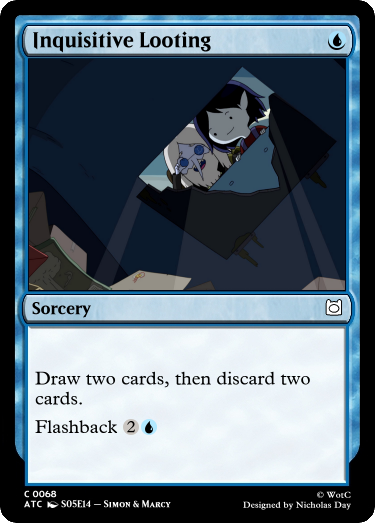 Inquisitive Looting
Sorcery
Draw two cards, then discard two
cards.
Flashback 2
C 0068
© WotC
ATC S05E14 — Simon & Marcy
Designed by Nicholas Day